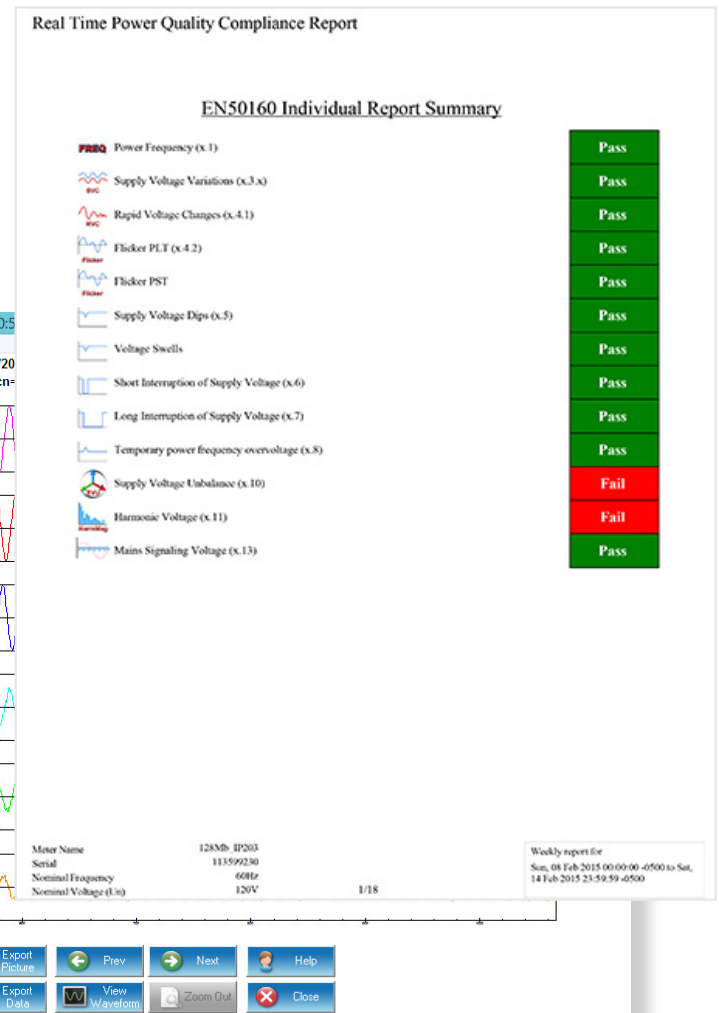 Real Time Power Quality Compliance Report
EN50160 Individual Report Summary
FREQ Power Frequency (x.1) Pass
SVC Supply Voltage Variations (x.3.x) Pass
RVC Rapid Voltage Changes (x.4.1) Pass
Flicker Flicker PLT (x.4.2) Pass
Flicker Flicker PST Pass
Supply Voltage Dips (x.5) Pass
Voltage Swells Pass
Short Interruption of Supply Voltage (x.6) Pass
Long Interruption of Supply Voltage (x.7) Pass
Temporary power frequency overvoltage (x.8) Pass
Supply Voltage Unbalance (x.10) Fail
Harmonic Voltage (x.11) Fail
Mains Signaling Voltage (x.13) Pass
Meter Name 128Mb_IP203
Serial 113599230
Nominal Frequency 60Hz
Nominal Voltage (Un) 120V
1/18
Weekly report for
Sun, 08 Feb 2015 00:00:00 -0500 to Sat,
14 Feb 2015 23:59:59 -0500
Export Picture
Prev
Next
Help
Export Data
View Waveform
Zoom Out
Close